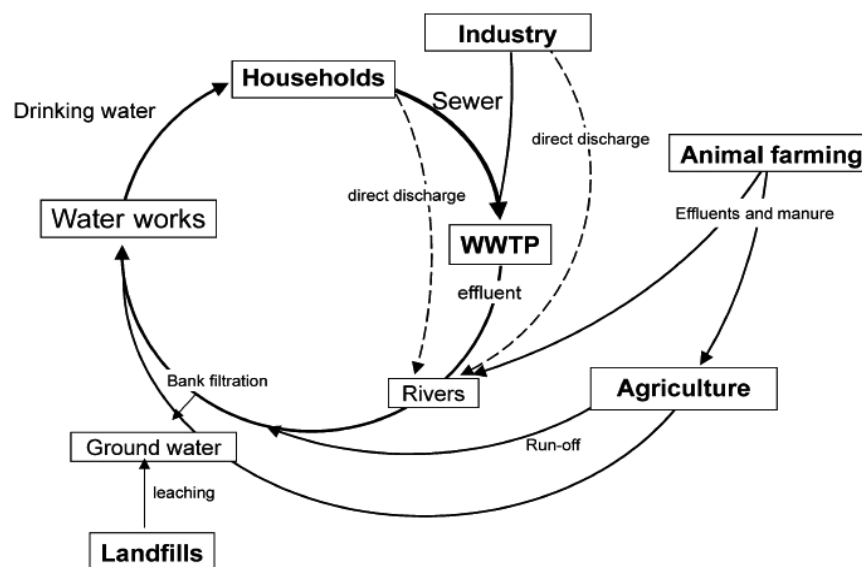 Industry
Households
Sewer
Drinking water
direct discharge
Animal farming
direct discharge
Effluents and manure
Water works
WWTP
effluent
Bank filtration
Rivers
Agriculture
Ground water
Run-off
leaching
Landfills